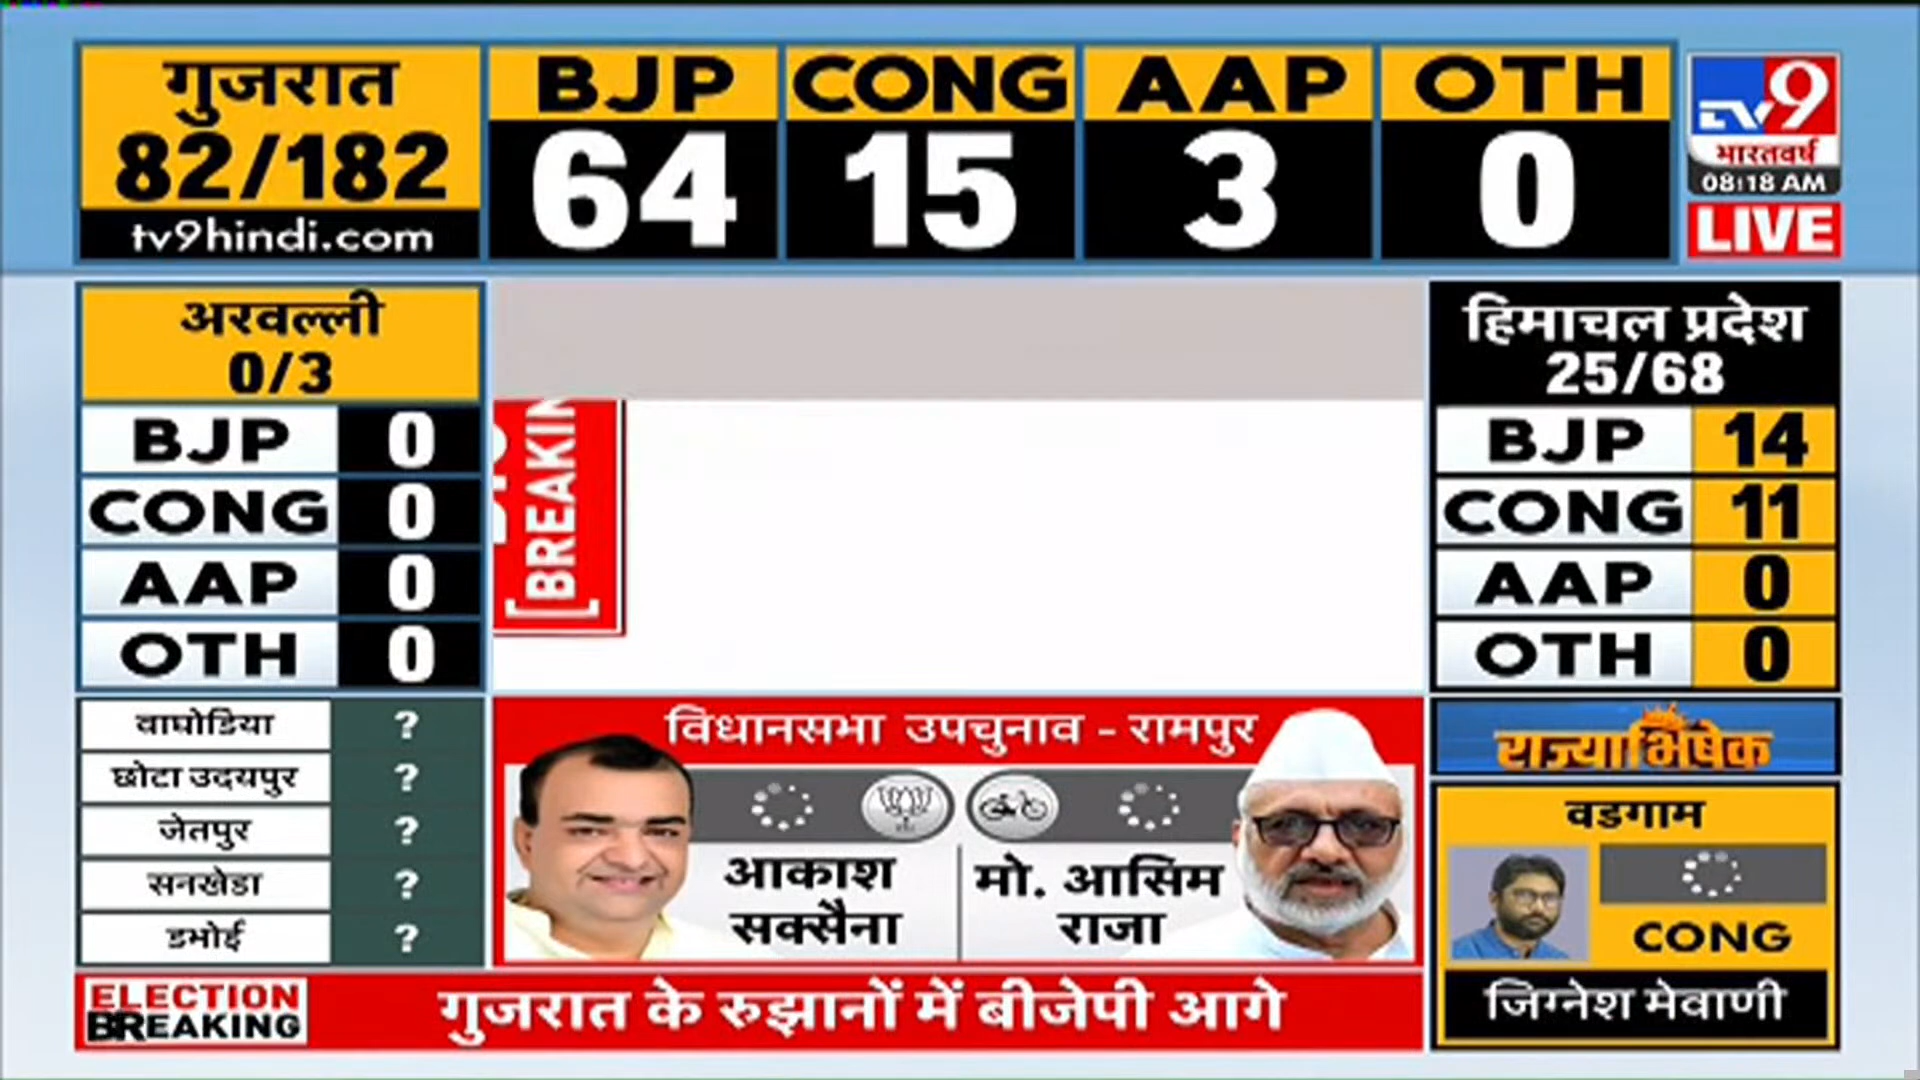 गुजरात
82/182
tv9hindi.com
BJP
64
CONG
15
AAP
3
OTH
0
TV9
भारतवर्ष
08:18 AM
LIVE
अरवल्ली
0/3
BJP 0
CONG 0
AAP 0
OTH 0
BREAKIN
हिमाचल प्रदेश
25/68
BJP 14
CONG 11
AAP 0
OTH 0
वाघोडिया ?
छोटा उदयपुर ?
जेतपुर ?
सनखेडा ?
डभोई ?
विधानसभा उपचुनाव - रामपुर
आकाश
सक्सैना
मो. आसिम
राजा
राज्याभिषेक
वडगाम
CONG
जिग्नेश मेवाणी
ELECTION
BREAKING
गुजरात के रुझानों में बीजेपी आगे